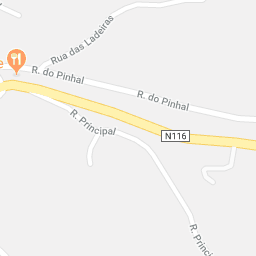 Rua das Ladeiras
e
R. do Pinhal
R. do Pinhal
R. Principal
N116
R. Princi